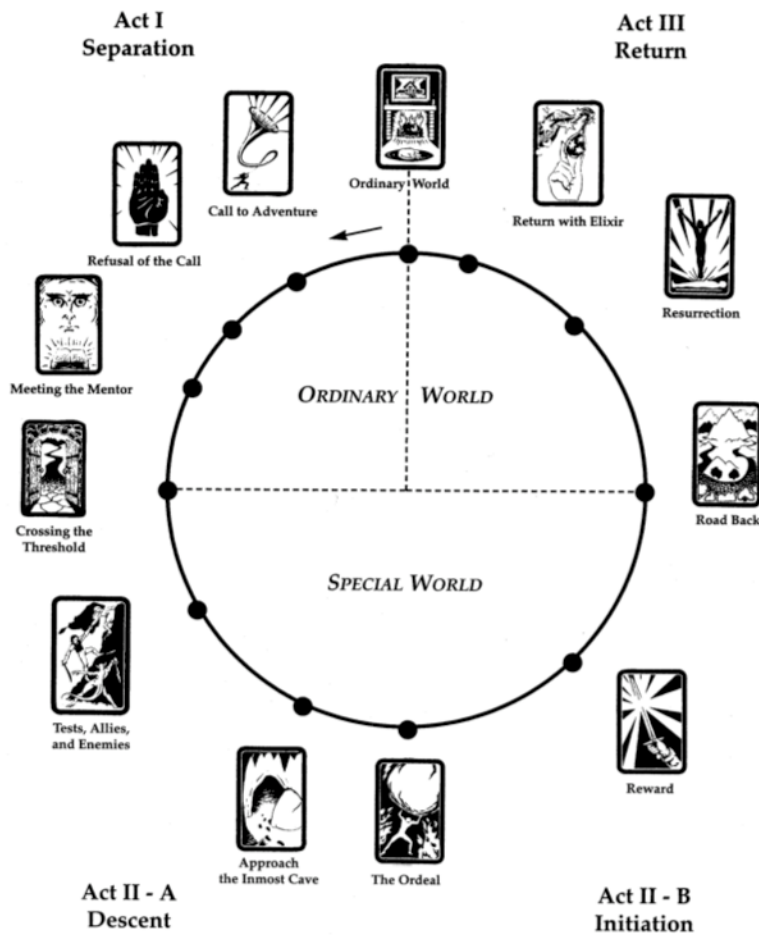 Act I
Separation
Act III
Return
Ordinary World
Call to Adventure
Refusal of the Call
Meeting the Mentor
Crossing the
Threshold
Tests, Allies,
and Enemies
Approach
the Inmost Cave
The Ordeal
Reward
Road Back
Resurrection
Return with Elixir
ORDINARY WORLD
SPECIAL WORLD
Act II - A
Descent
Act II - B
Initiation